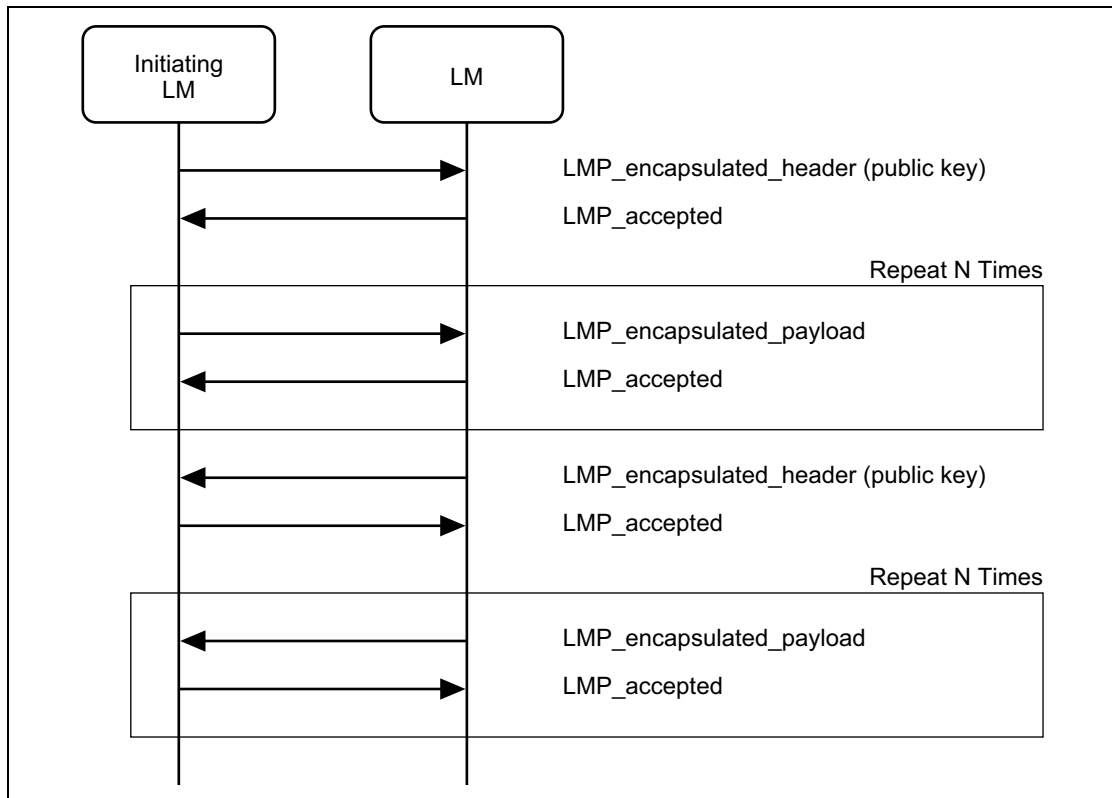 Initiating
LM
LM
LMP_encapsulated_header (public key)
LMP_accepted
Repeat N Times
LMP_encapsulated_payload
LMP_accepted
LMP_encapsulated_header (public key)
LMP_accepted
Repeat N Times
LMP_encapsulated_payload
LMP_accepted